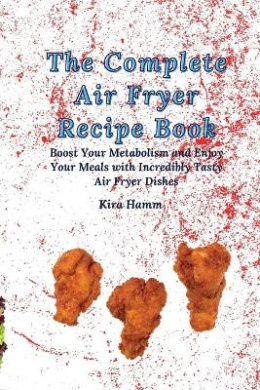 The Complete
Air Fryer
Recipe Book
Boost Your Metabolism and Enjoy
Your Meals with Incredibly Tasty
Air Fryer Dishes
Kira Hamm